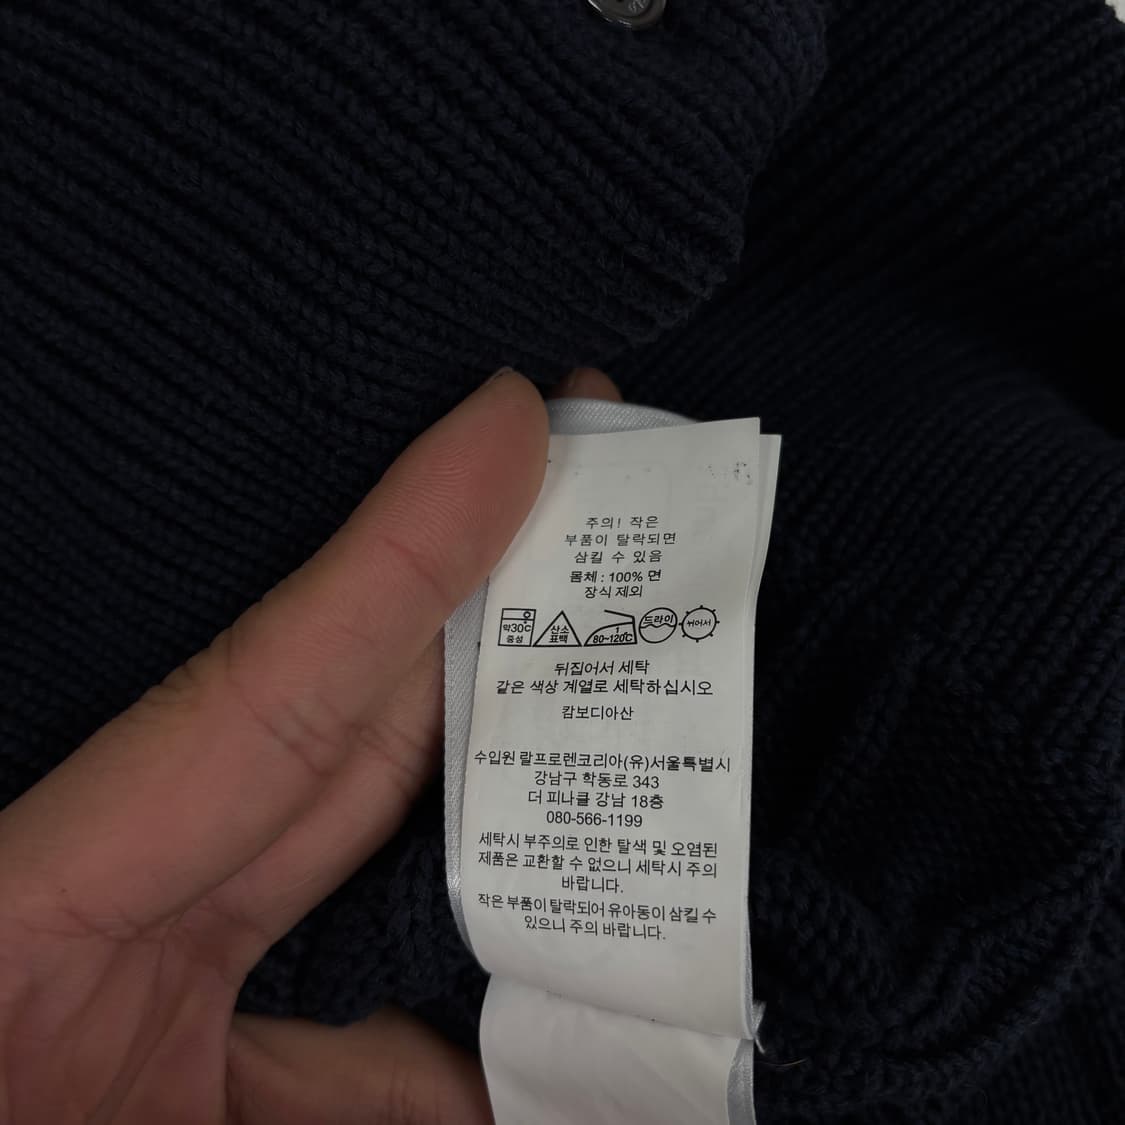 주의! 작은
부품이 탈락되면
삼킬 수 있음
몸체 : 100% 면
장식 제외
약30℃ 중성 산소 표백 1 80~120℃ 드라이 뉘어서
뒤집어서 세탁
같은 색상 계열로 세탁하십시오
캄보디아산
수입원 랄프로렌코리아(유)서울특별시
강남구 학동로 343
더 피나클 강남 18층
080-566-1199
세탁시 부주의로 인한 탈색 및 오염된
제품은 교환할 수 없으니 세탁시 주의
바랍니다.
작은 부품이 탈락되어 유아동이 삼킬 수
있으니 주의 바랍니다.